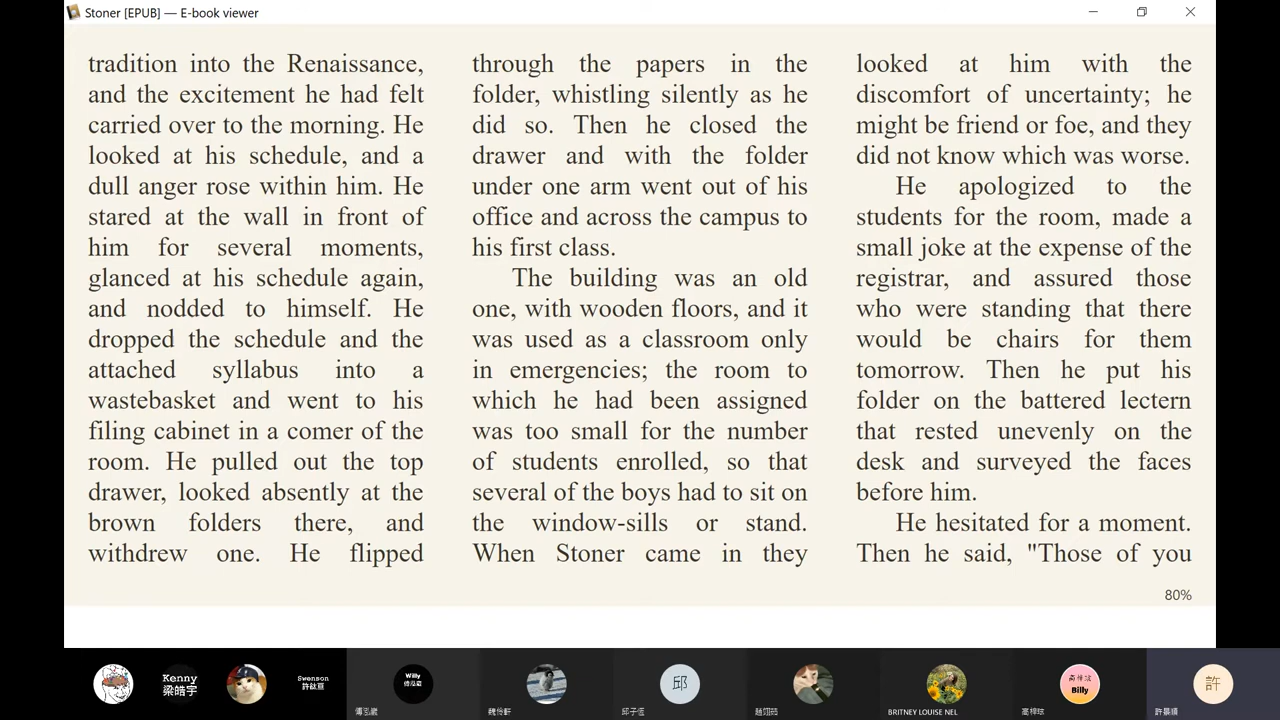 Stoner [EPUB] — E-book viewer
tradition into the Renaissance,
and the excitement he had felt
carried over to the morning. He
looked at his schedule, and a
dull anger rose within him. He
stared at the wall in front of
him for several moments,
glanced at his schedule again,
and nodded to himself. He
dropped the schedule and the
attached syllabus into a
wastebasket and went to his
filing cabinet in a comer of the
room. He pulled out the top
drawer, looked absently at the
brown folders there, and
withdrew one. He flipped
through the papers in the
folder, whistling silently as he
did so. Then he closed the
drawer and with the folder
under one arm went out of his
office and across the campus to
his first class.
The building was an old
one, with wooden floors, and it
was used as a classroom only
in emergencies; the room to
which he had been assigned
was too small for the number
of students enrolled, so that
several of the boys had to sit on
the window-sills or stand.
When Stoner came in they
looked at him with the
discomfort of uncertainty; he
might be friend or foe, and they
did not know which was worse.
He apologized to the
students for the room, made a
small joke at the expense of the
registrar, and assured those
who were standing that there
would be chairs for them
tomorrow. Then he put his
folder on the battered lectern
that rested unevenly on the
desk and surveyed the faces
before him.
He hesitated for a moment.
Then he said, "Those of you
80%
Kenny
梁皓宇
Swenson
Willy
邱
邱子恆
BRITNEY LOUISE NEL
Billy
許